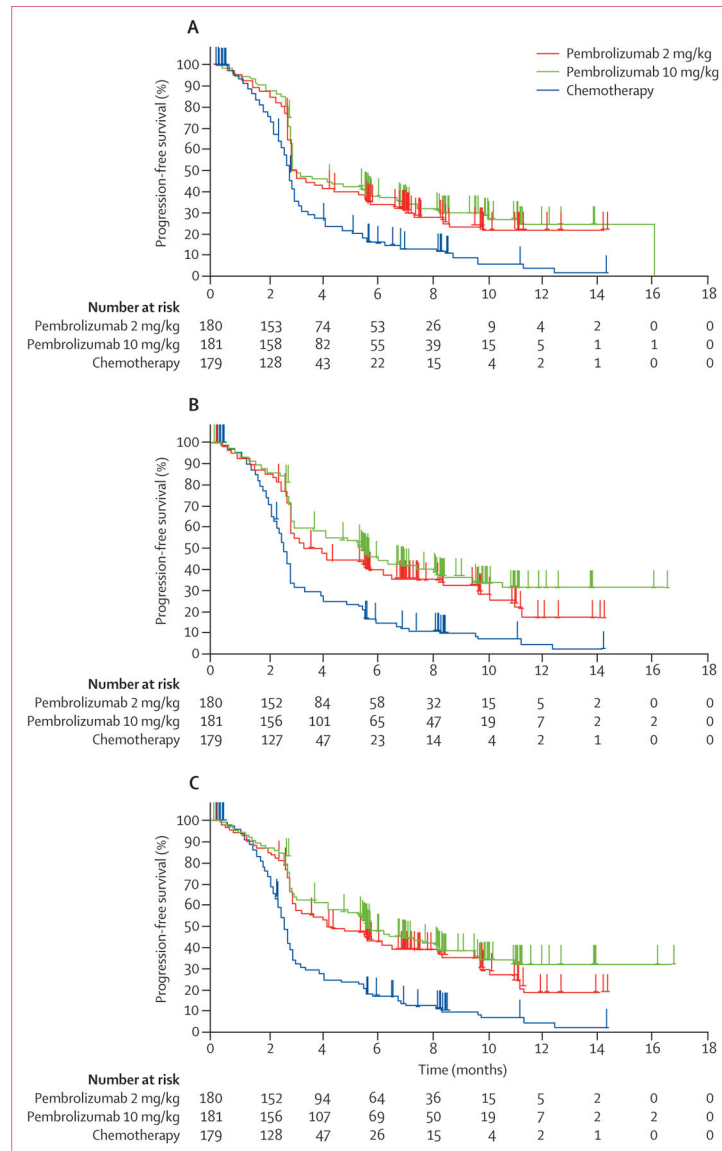 A
Pembrolizumab 2 mg/kg
Pembrolizumab 10 mg/kg
Chemotherapy
Progression-free survival (%)
100
90
80
70
60
50
40
30
20
10
0
0 2 4 6 8 10 12 14 16 18
Number at risk
Pembrolizumab 2 mg/kg 180 153 74 53 26 9 4 2 0 0
Pembrolizumab 10 mg/kg 181 158 82 55 39 15 5 1 1 0
Chemotherapy 179 128 43 22 15 4 2 1 0 0
B
Progression-free survival (%)
100
90
80
70
60
50
40
30
20
10
0
0 2 4 6 8 10 12 14 16 18
Number at risk
Pembrolizumab 2 mg/kg 180 152 84 58 32 15 5 2 0 0
Pembrolizumab 10 mg/kg 181 156 101 65 47 19 7 2 2 0
Chemotherapy 179 127 47 23 14 4 2 1 0 0
C
Progression-free survival (%)
100
90
80
70
60
50
40
30
20
10
0
0 2 4 6 8 10 12 14 16 18
Time (months)
Number at risk
Pembrolizumab 2 mg/kg 180 152 94 64 36 15 5 2 0 0
Pembrolizumab 10 mg/kg 181 156 107 69 50 19 7 2 2 0
Chemotherapy 179 128 47 26 15 4 2 1 0 0